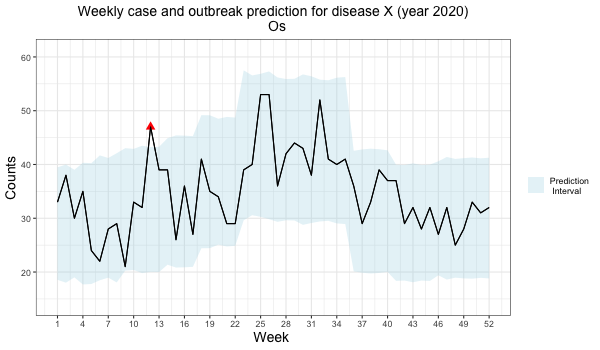 Weekly case and outbreak prediction for disease X (year 2020)
Os
60
50
40
30
20
Counts
1 4 7 10 13 16 19 22 25 28 31 34 37 40 43 46 49 52
Week
Prediction
Interval